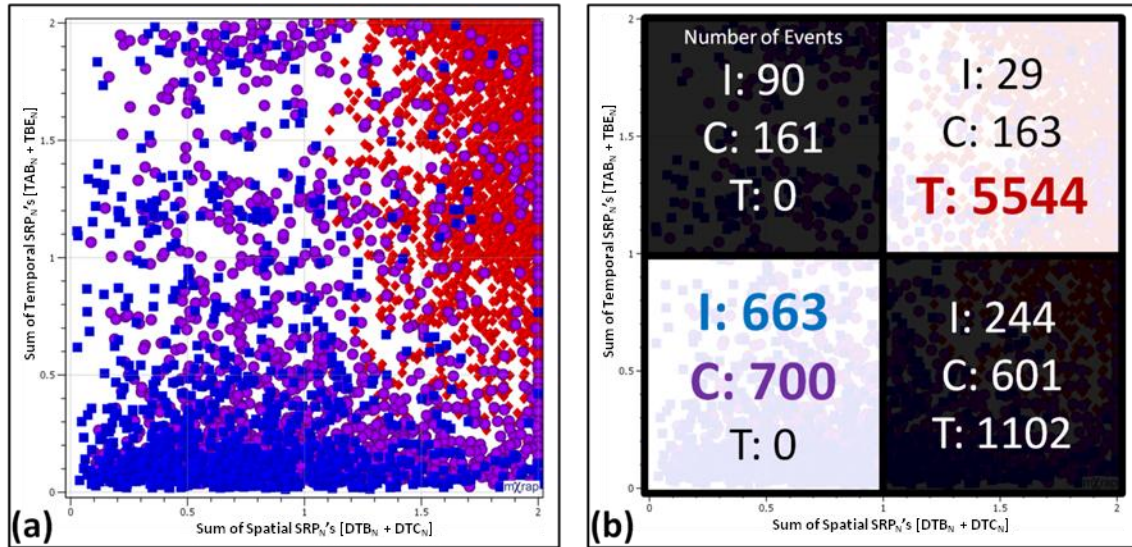 2
1.5
1
0.5
0
0
0.5
1
1.5
2
Sum of Temporal SRP_N's [TAB_N + TBE_N]
Sum of Spatial SRP_N's [DTB_N + DTC_N]
mXrap
(a)
2
1.5
1
0.5
0
0
0.5
1
1.5
2
Sum of Temporal SRP_N's [TAB_N + TBE_N]
Sum of Spatial SRP_N's [DTB_N + DTC_N]
Number of Events
I: 90
C: 161
T: 0
I: 29
C: 163
T: 5544
I: 663
C: 700
T: 0
I: 244
C: 601
T: 1102
mXrap
(b)